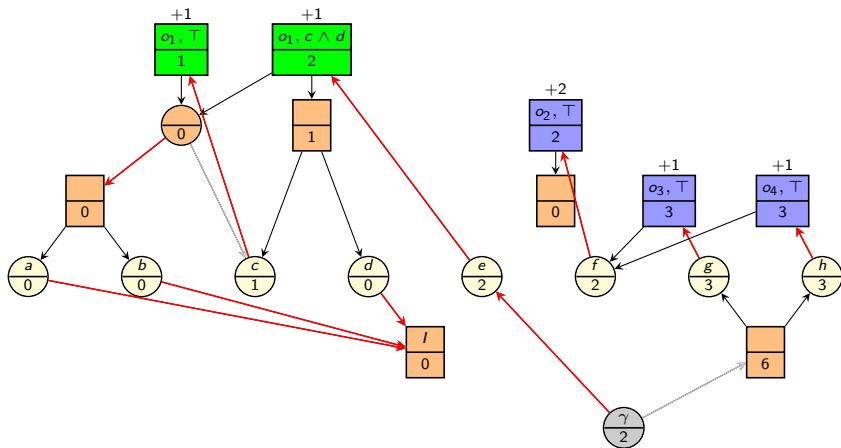 +1 +1
o₁, ⊤ o₁, c ∧ d
1 2
+2
o₂, ⊤
2
0 1
+1 +1
o₃, ⊤ o₄, ⊤
0 0 3 3
a b c d e f g h
0 0 1 0 2 2 3 3
I
0 6
γ
2